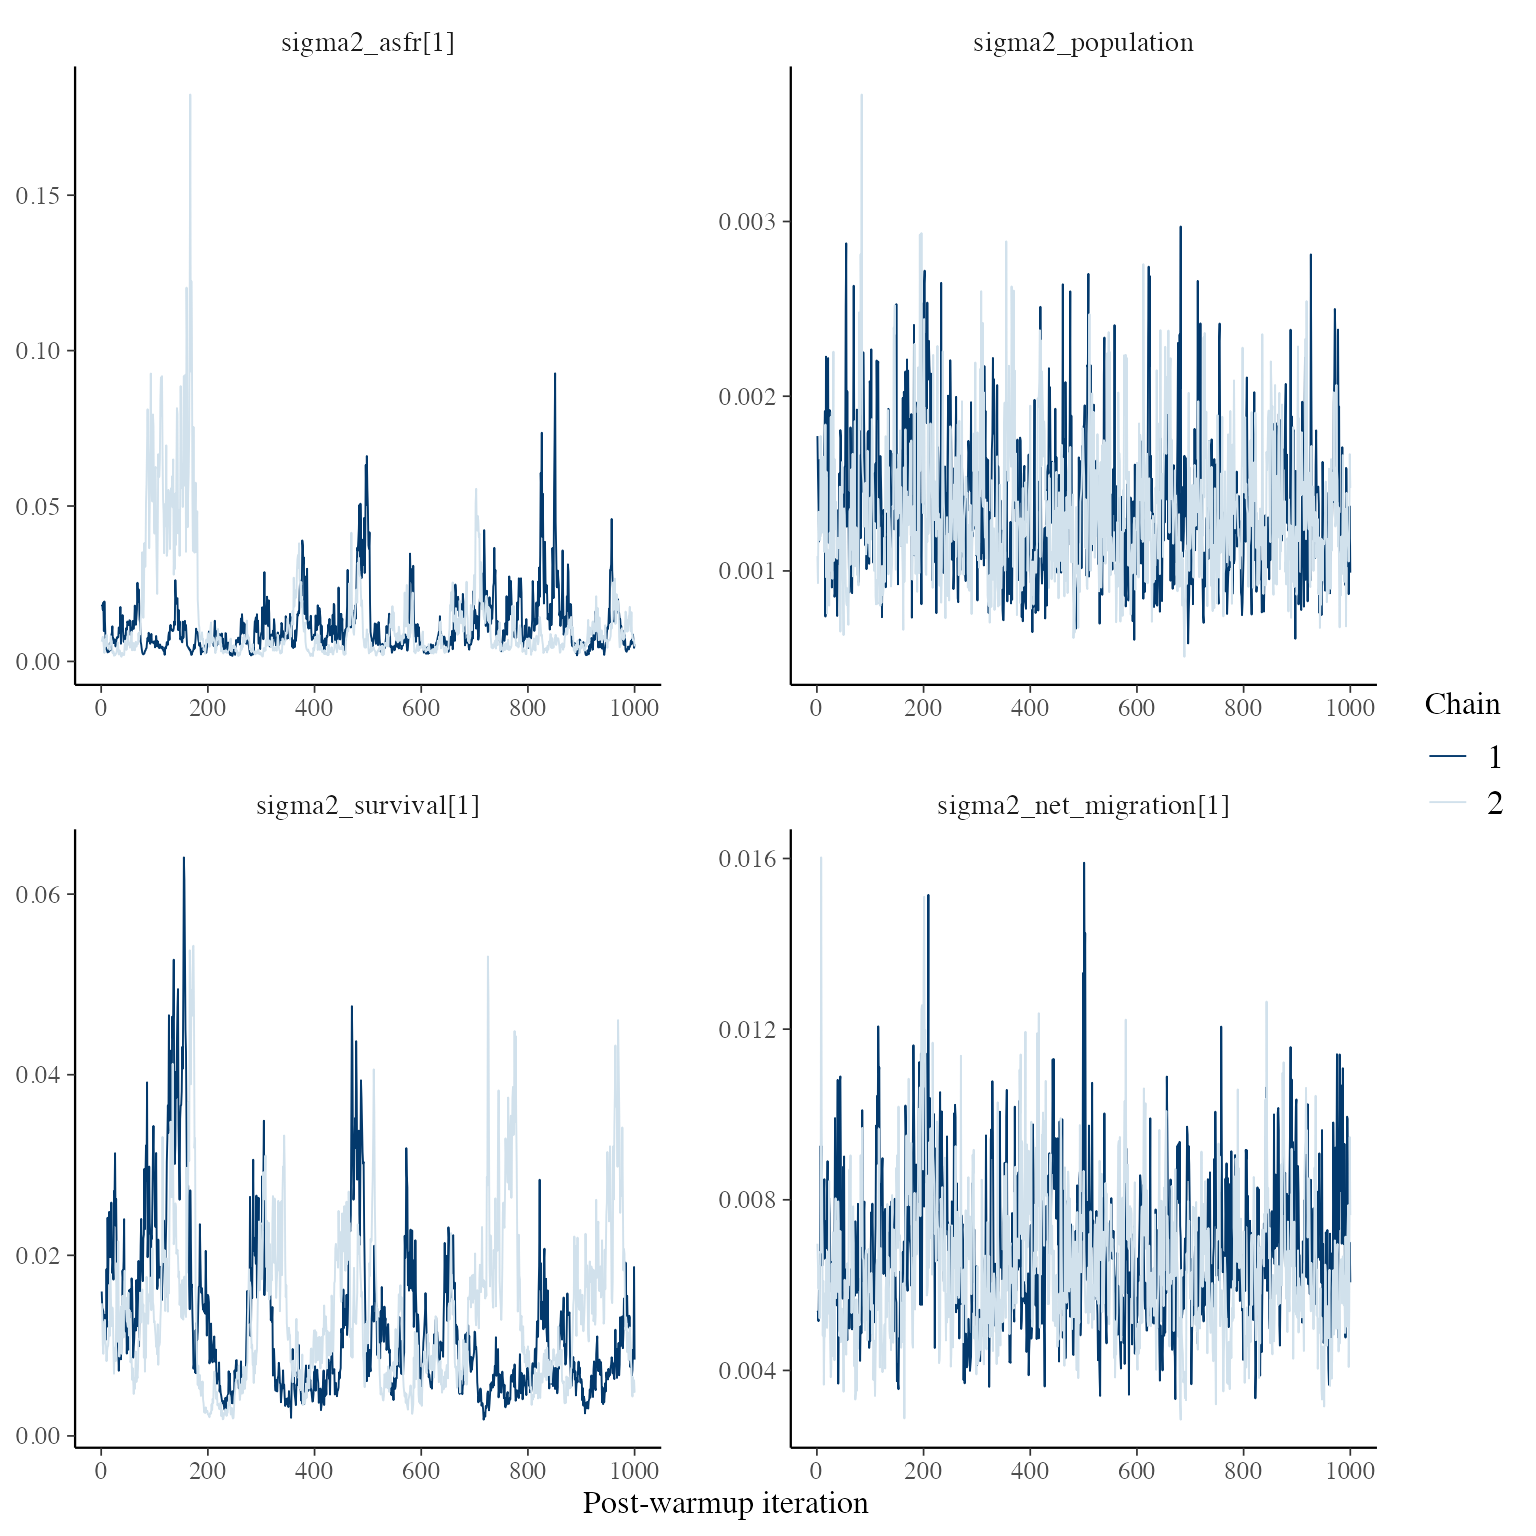 sigma2_asfr[1]
0.15
0.10
0.05
0.00
0 200 400 600 800 1000
sigma2_population
0.003
0.002
0.001
0 200 400 600 800 1000
sigma2_survival[1]
0.06
0.04
0.02
0.00
0 200 400 600 800 1000
sigma2_net_migration[1]
0.016
0.012
0.008
0.004
0 200 400 600 800 1000
Post-warmup iteration
Chain
1
2